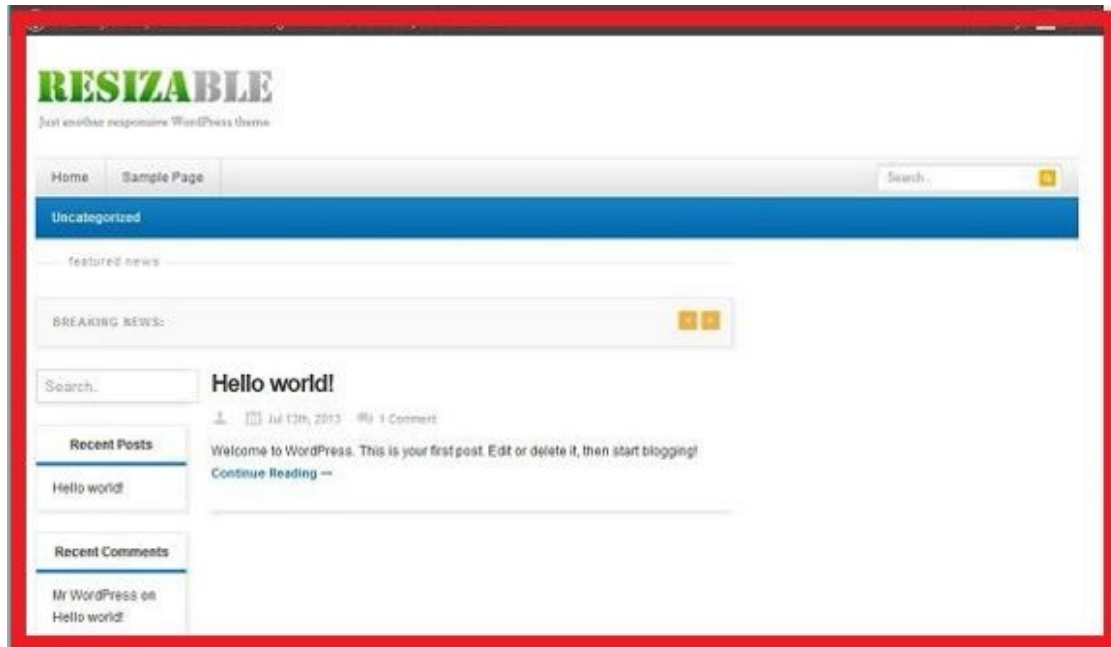 RESIZABLE
Just another responsive WordPress theme
Home Sample Page Search..
Uncategorized
featured news
BREAKING NEWS:
Search..
Hello world!
Jul 13th, 2013 1 Comment
Recent Posts
Welcome to WordPress. This is your first post. Edit or delete it, then start blogging!
Continue Reading →
Hello world!
Recent Comments
Mr WordPress on
Hello world!